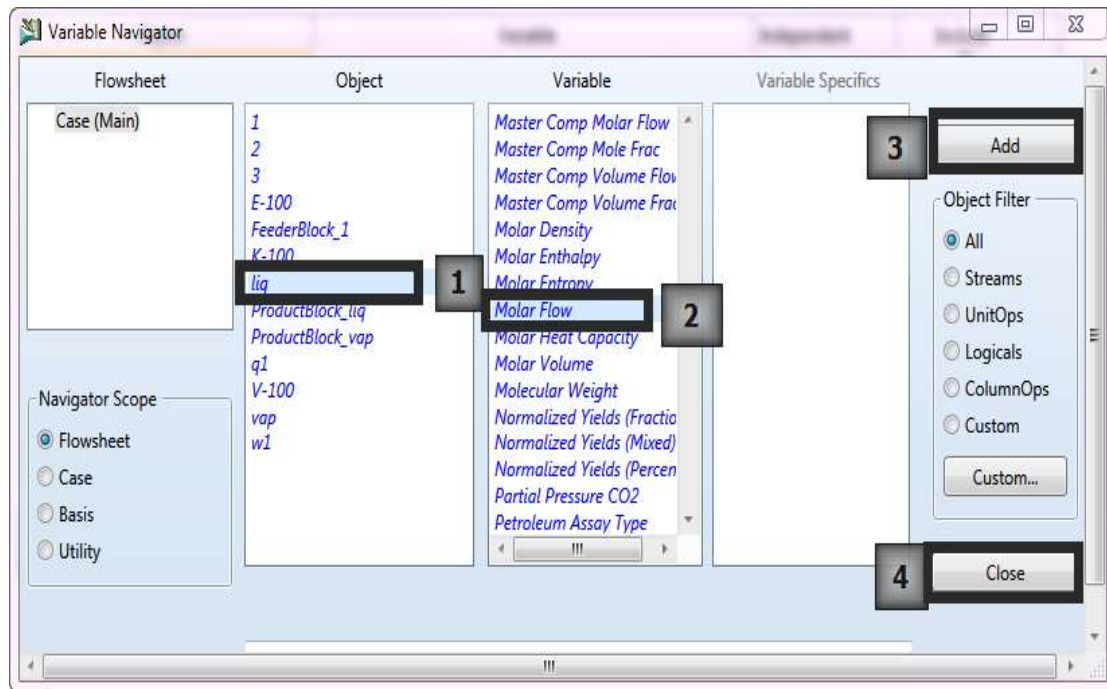 Variable Navigator
Flowsheet
Object
Variable
Variable Specifics
Case (Main)
1
2
3
E-100
FeederBlock_1
K-100
liq
ProductBlock_liq
ProductBlock_vap
q1
V-100
vap
w1
Master Comp Molar Flow
Master Comp Mole Frac
Master Comp Volume Flow
Master Comp Volume Frac
Molar Density
Molar Enthalpy
Molar Entropy
Molar Flow
Molar Heat Capacity
Molar Volume
Molecular Weight
Normalized Yields (Fractio
Normalized Yields (Mixed)
Normalized Yields (Percen
Partial Pressure CO2
Petroleum Assay Type
1
2
3
Add
Object Filter
All
Streams
UnitOps
Logicals
ColumnOps
Custom
Custom...
4
Close
Navigator Scope
Flowsheet
Case
Basis
Utility